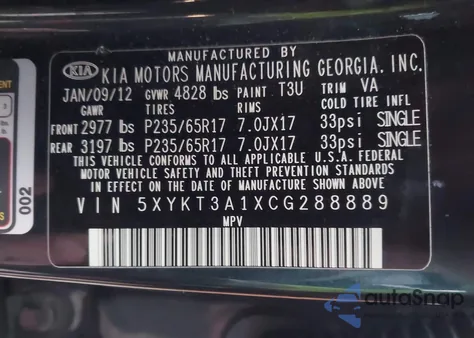 MANUFACTURED BY
KIA KIA MOTORS MANUFACTURING GEORGIA, INC.
JAN/09/12 GVWR 4828 lbs PAINT T3U TRIM VA
GAWR TIRES RIMS COLD TIRE INFL
FRONT 2977 lbs P235/65R17 7.0JX17 33psi SINGLE
REAR 3197 lbs P235/65R17 7.0JX17 33psi SINGLE
THIS VEHICLE CONFORMS TO ALL APPLICABLE U.S.A. FEDERAL
MOTOR VEHICLE SAFETY AND THEFT PREVENTION STANDARDS IN EFFECT ON THE DATE OF MANUFACTURE SHOWN ABOVE.
VIN 5XYKT3A1XCG288889
MPV
002
autoSnap